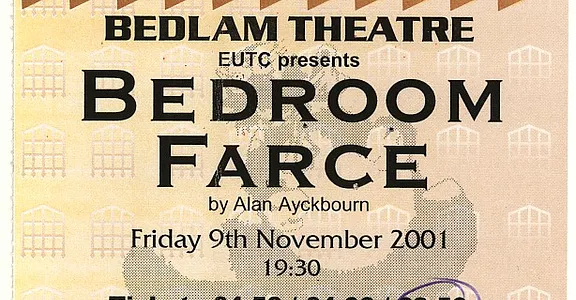 BEDLAM THEATRE
EUTC presents
BEDROOM
FARCE
by Alan Ayckbourn
Friday 9th November 2001
19:30